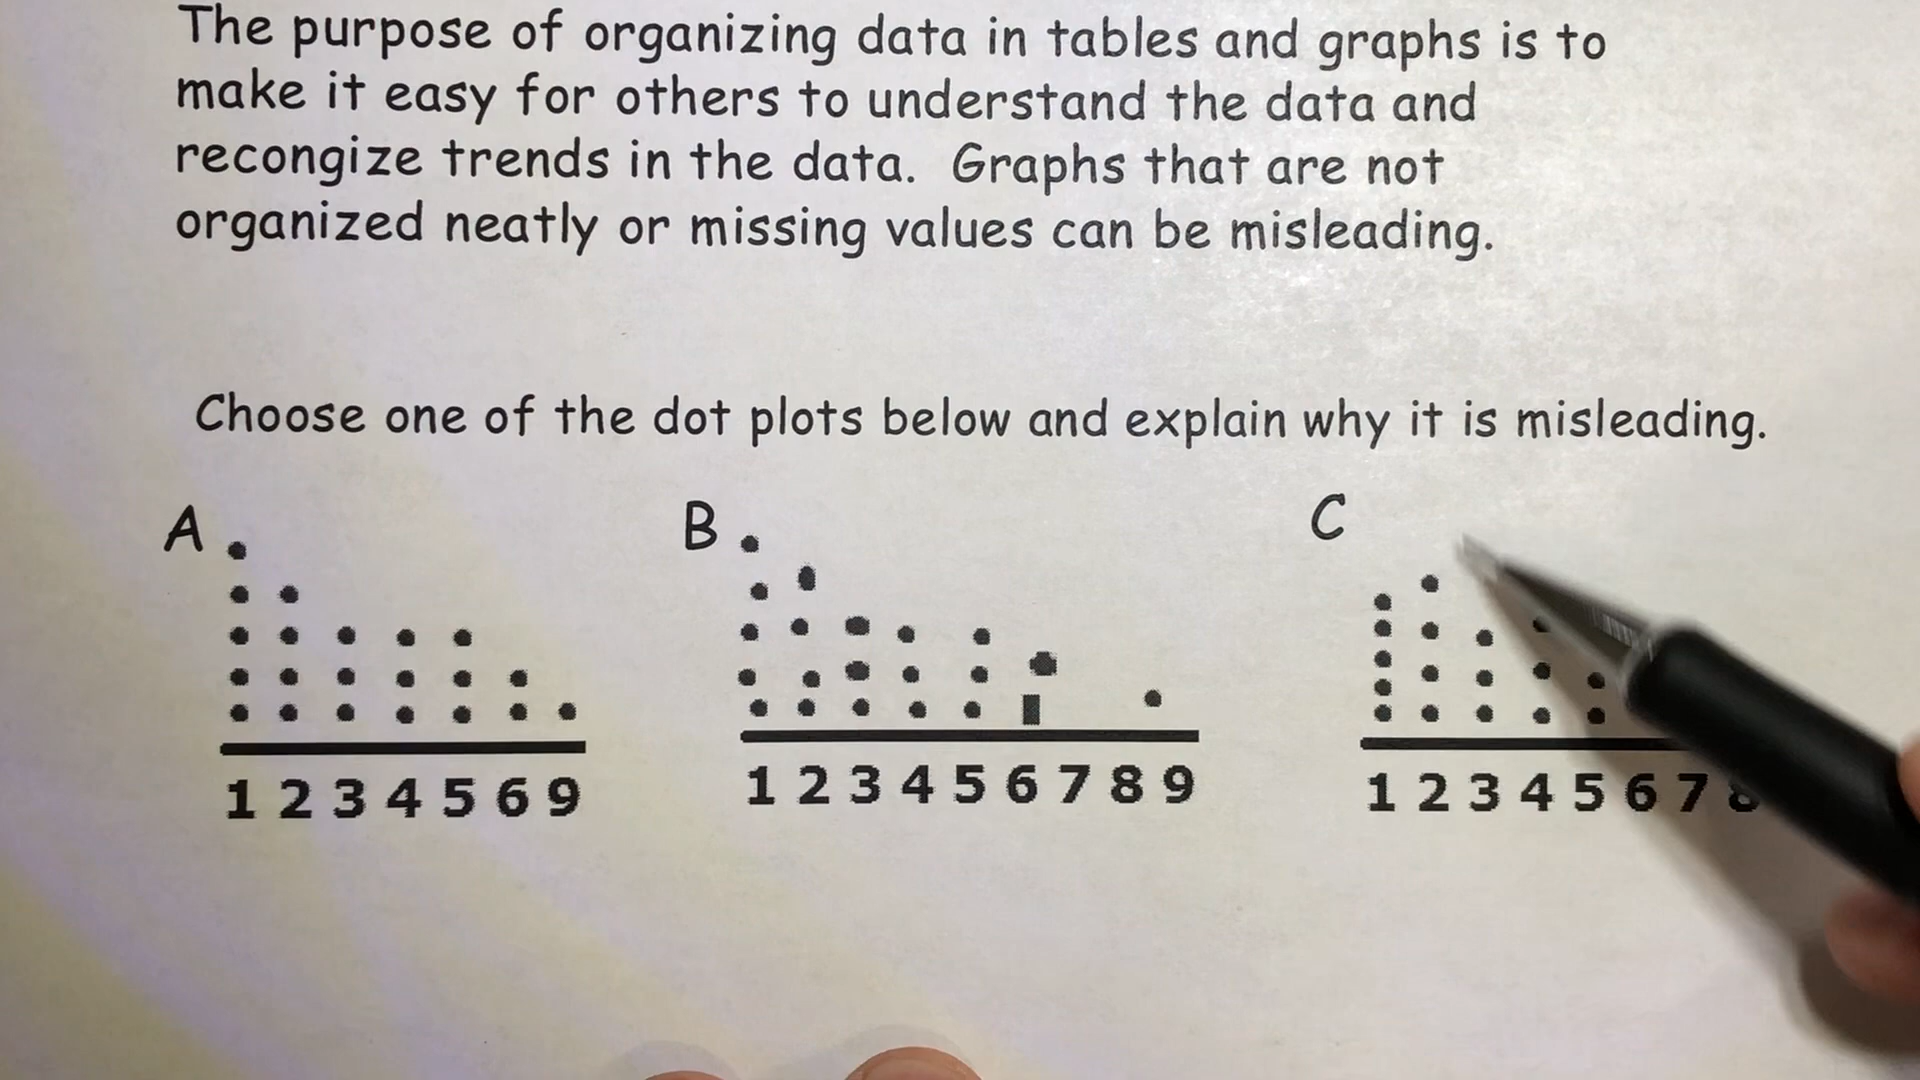 The purpose of organizing data in tables and graphs is to
make it easy for others to understand the data and
recongize trends in the data. Graphs that are not
organized neatly or missing values can be misleading.
Choose one of the dot plots below and explain why it is misleading.
A
B
C
1 2 3 4 5 6 9
1 2 3 4 5 6 7 8 9
1 2 3 4 5 6 7 8